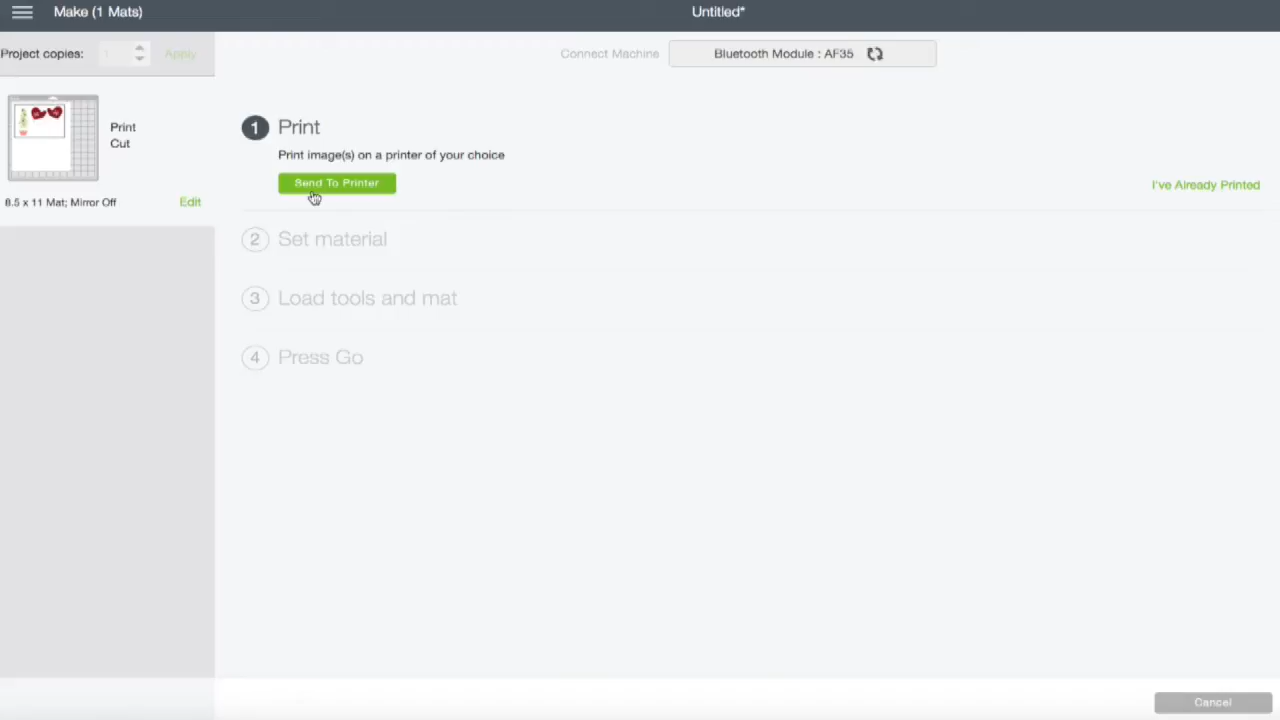 Make (1 Mats)
Untitled*
Project copies:
1
Apply
Connect Machine
Bluetooth Module : AF35
Print
Cut
8.5 x 11 Mat; Mirror Off
Edit
1 Print
Print image(s) on a printer of your choice
Send To Printer
I've Already Printed
2 Set material
3 Load tools and mat
4 Press Go
Cancel